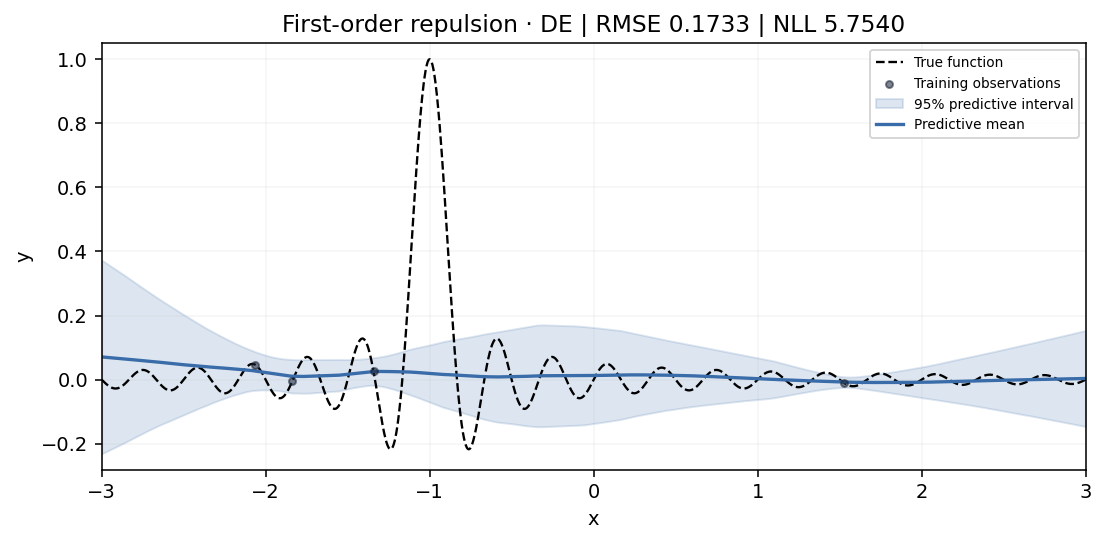 First-order repulsion · DE | RMSE 0.1733 | NLL 5.7540
True function
Training observations
95% predictive interval
Predictive mean
y
1.0
0.8
0.6
0.4
0.2
0.0
−0.2
−3
−2
−1
0
1
2
3
x